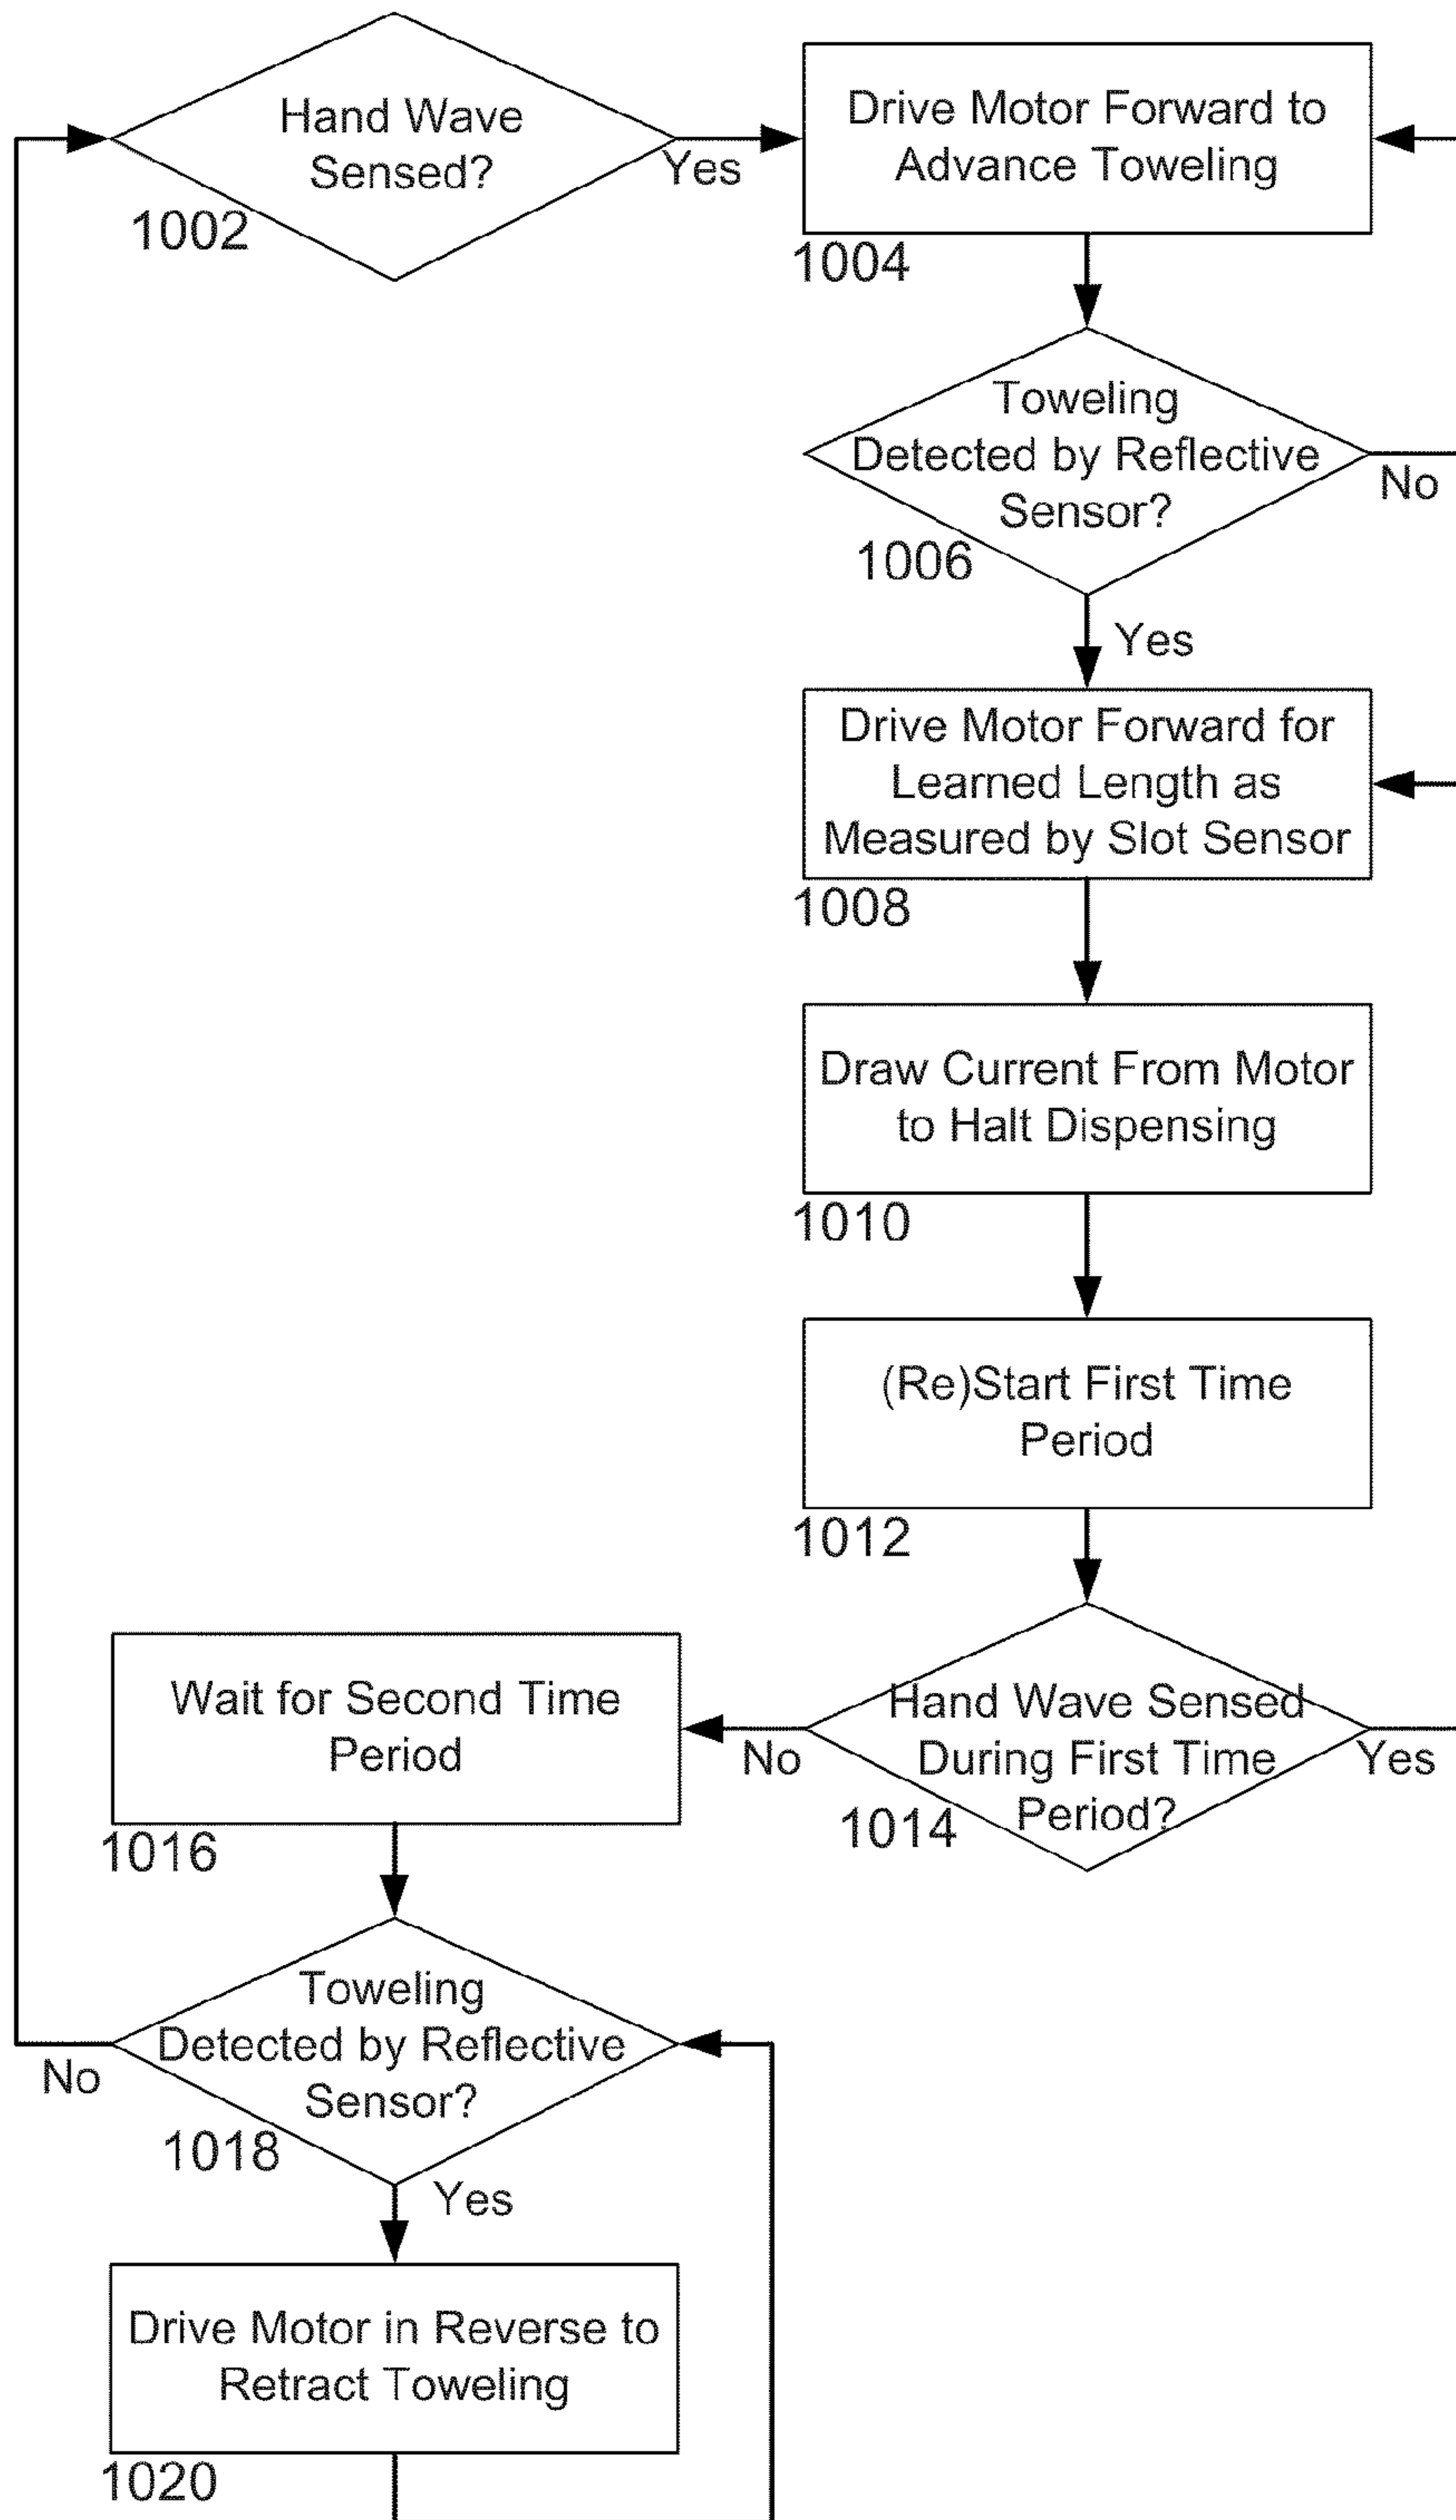 Hand Wave
Sensed?
Yes
1002
Drive Motor Forward to
Advance Toweling
1004
Toweling
Detected by Reflective
Sensor?
No
1006
Yes
Drive Motor Forward for
Learned Length as
Measured by Slot Sensor
1008
Draw Current From Motor
to Halt Dispensing
1010
(Re)Start First Time
Period
1012
Hand Wave Sensed
During First Time
Period?
No
Yes
1014
Wait for Second Time
Period
1016
Toweling
Detected by Reflective
Sensor?
No
1018
Yes
Drive Motor in Reverse to
Retract Toweling
1020